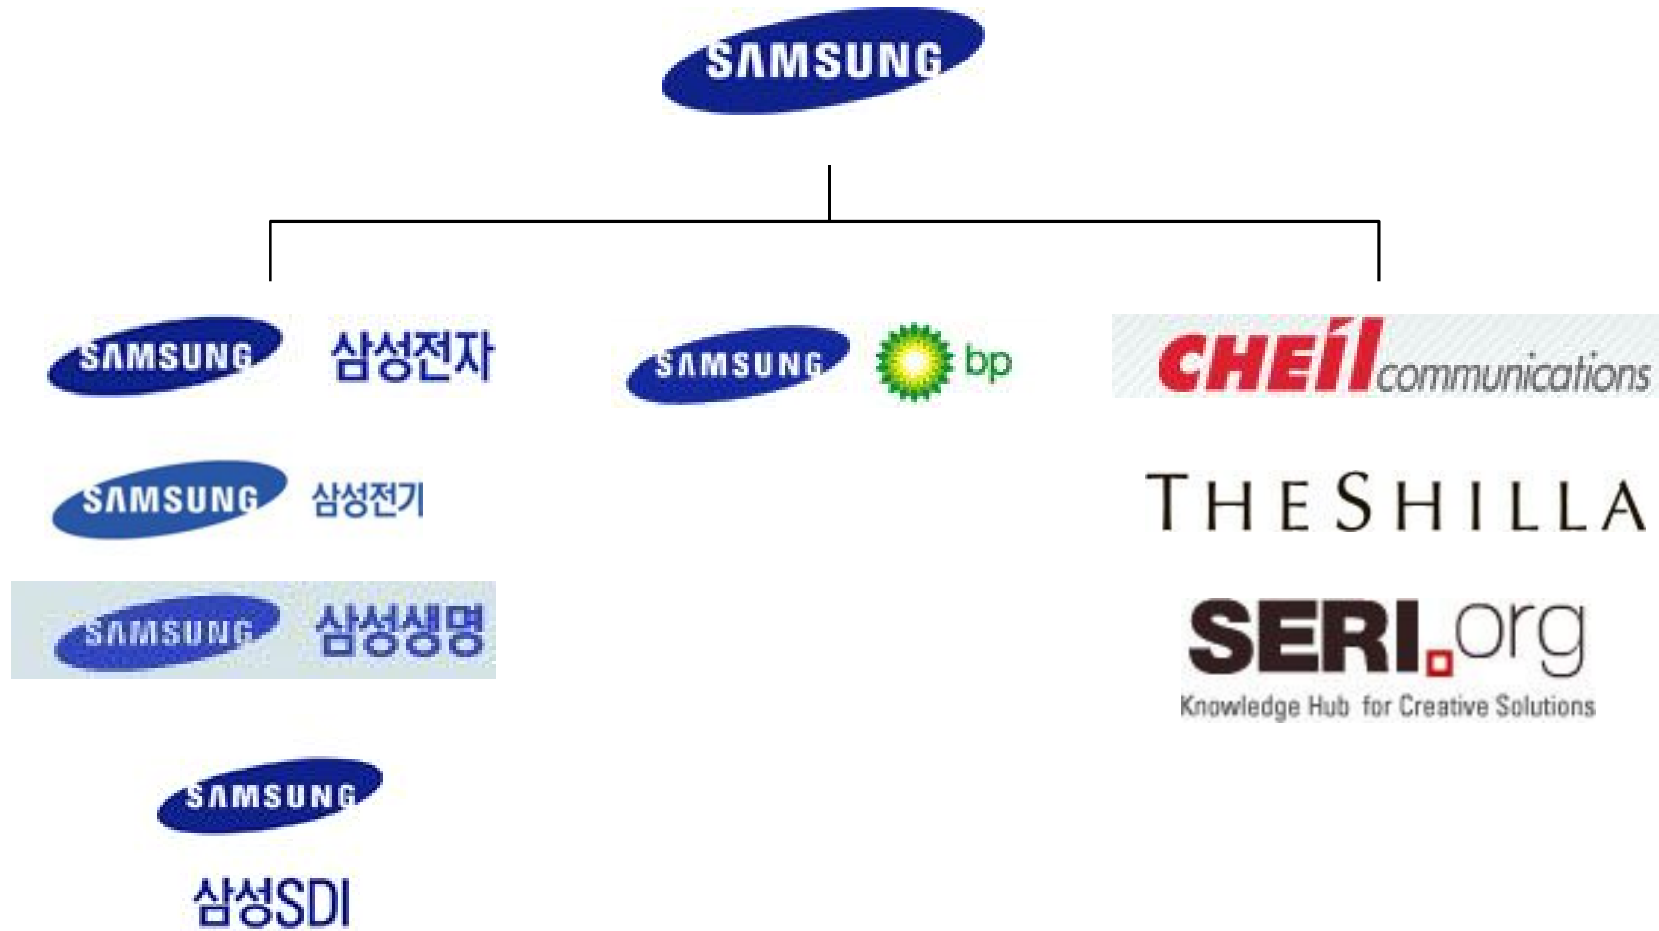 SAMSUNG
SAMSUNG 삼성전자
SAMSUNG bp
CHEIL communications
SAMSUNG 삼성전기
THE SHILLA
SAMSUNG 삼성생명
SERI.org
Knowledge Hub for Creative Solutions
SAMSUNG
삼성SDI